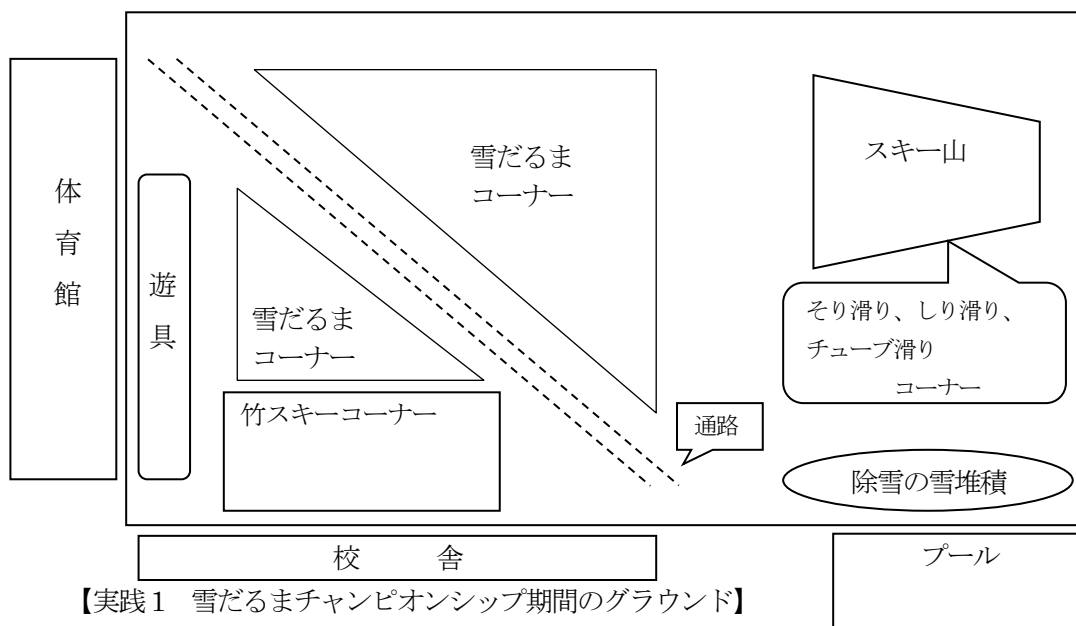 体
育
館
遊
具
雪だるま
コーナー
雪だるま
コーナー
竹スキーコーナー
スキー山
そり滑り、しり滑り、
チューブ滑り
コーナー
通路
除雪の雪堆積
校　　舎
プール
【実践１　雪だるまチャンピオンシップ期間のグラウンド】